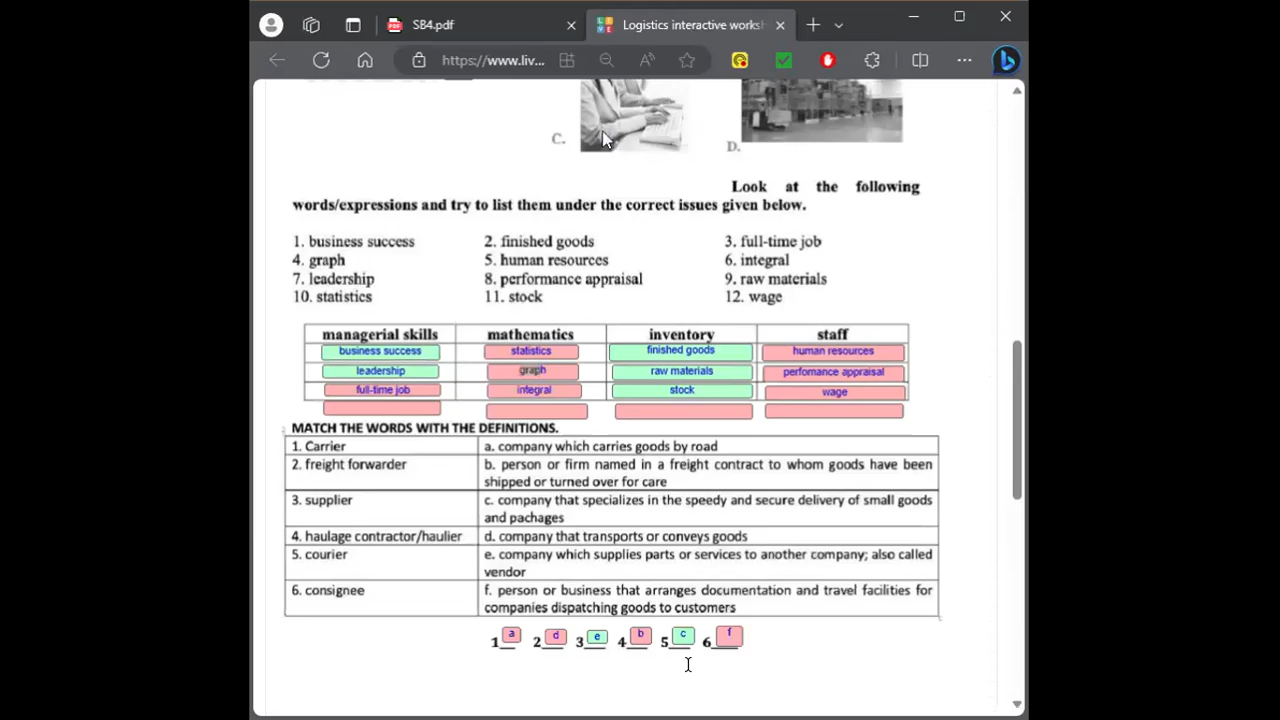 SB4.pdf
Logistics interactive works
https://www.liv...
C.
D.
Look at the following
words/expressions and try to list them under the correct issues given below.
1. business success 2. finished goods 3. full-time job
4. graph 5. human resources 6. integral
7. leadership 8. performance appraisal 9. raw materials
10. statistics 11. stock 12. wage
managerial skills mathematics inventory staff
business success statistics finished goods human resources
leadership graph raw materials perfomance appraisal
full-time job integral stock wage
MATCH THE WORDS WITH THE DEFINITIONS.
1. Carrier a. company which carries goods by road
2. freight forwarder b. person or firm named in a freight contract to whom goods have been
shipped or turned over for care
3. supplier c. company that specializes in the speedy and secure delivery of small goods
and pachages
4. haulage contractor/haulier d. company that transports or conveys goods
5. courier e. company which supplies parts or services to another company; also called
vendor
6. consignee f. person or business that arranges documentation and travel facilities for
companies dispatching goods to customers
1 a 2 d 3 e 4 b 5 c 6 f